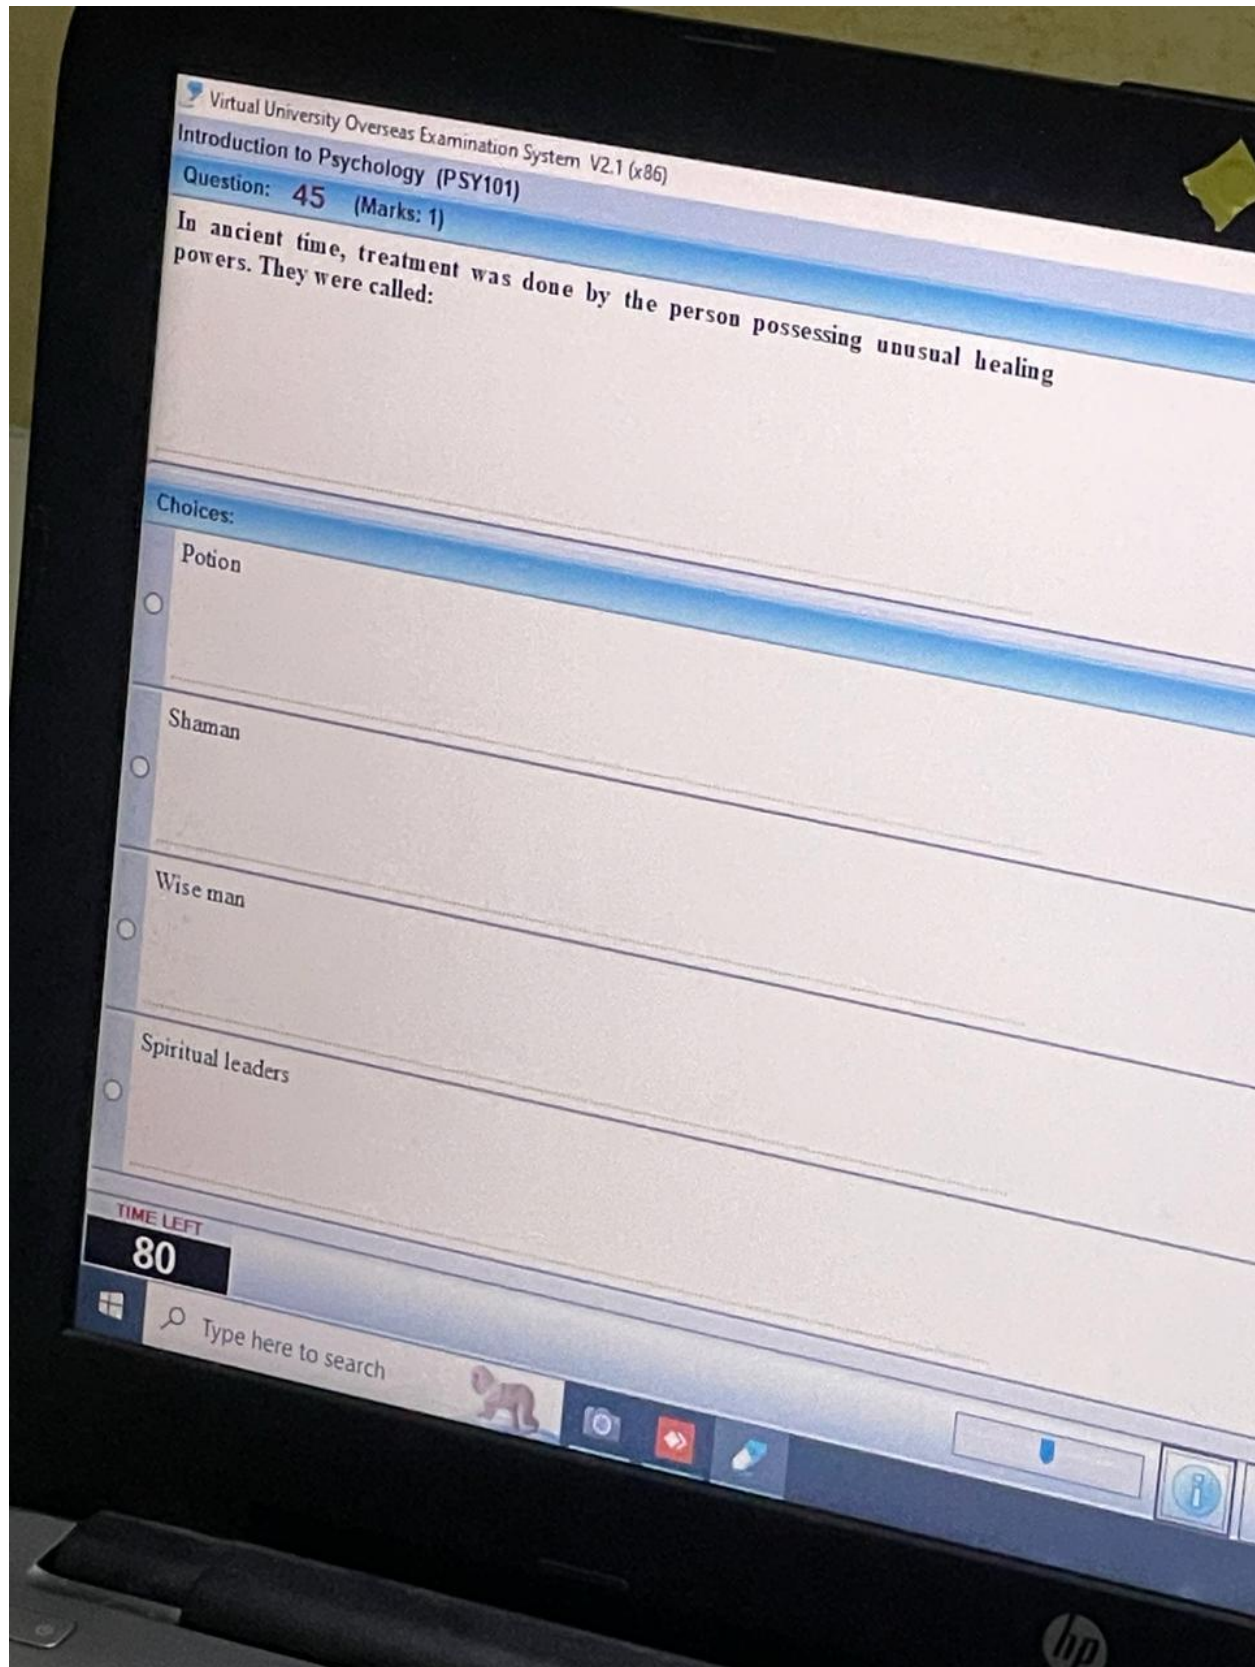 Virtual University Overseas Examination System V2.1 (x86)
Introduction to Psychology (PSY101)
Question: 45 (Marks: 1)
In ancient time, treatment was done by the person possessing unusual healing
powers. They were called:
Choices:
Potion
Shaman
Wise man
Spiritual leaders
TIME LEFT
80
Type here to search
hp